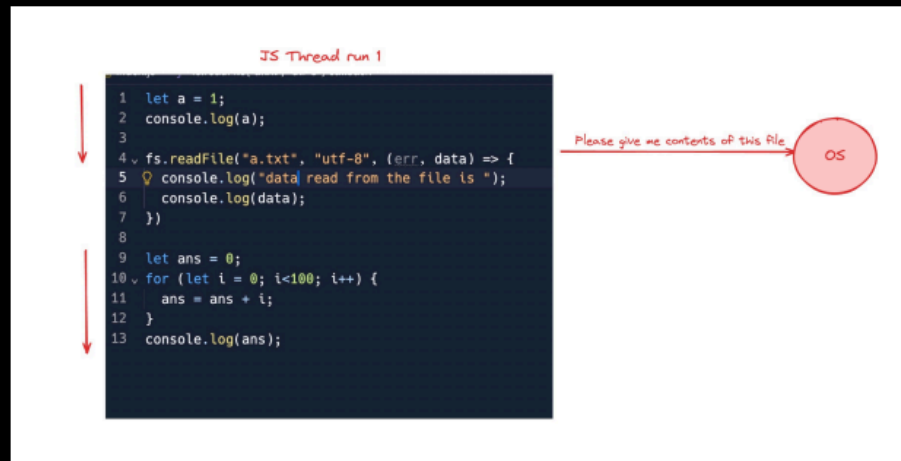 JS Thread run 1
1 let a = 1;
2 console.log(a);
3
4 fs.readFile("a.txt", "utf-8", (err, data) => {
5 console.log("data read from the file is ");
6 console.log(data);
7 })
8
9 let ans = 0;
10 for (let i = 0; i<100; i++) {
11 ans = ans + i;
12 }
13 console.log(ans);
Please give me contents of this file
OS